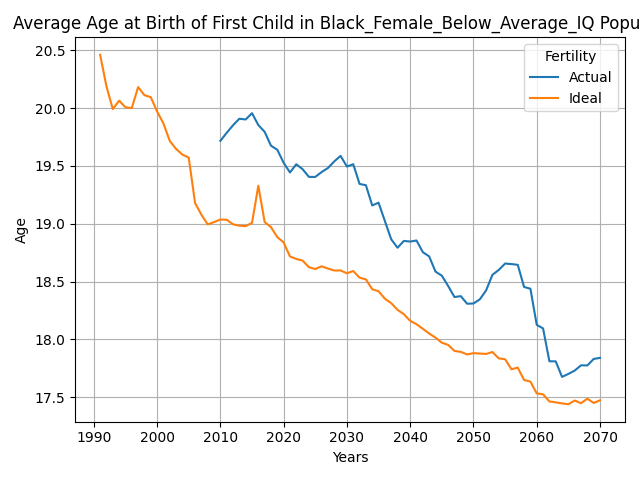 Average Age at Birth of First Child in Black_Female_Below_Average_IQ Popu
Fertility
Actual
Ideal
20.5
20.0
19.5
19.0
18.5
18.0
17.5
Age
1990 2000 2010 2020 2030 2040 2050 2060 2070
Years